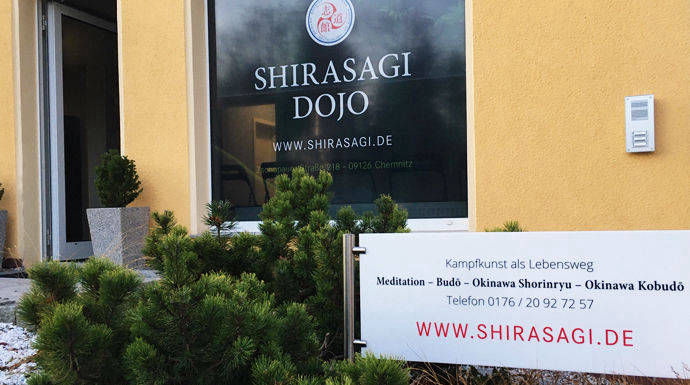 SHIRASAGI
DOJO
WWW.SHIRASAGI.DE
218 - 09126 Chemnitz
Kampfkunst als Lebensweg
Meditation – Budō – Okinawa Shorinryu – Okinawa Kobudō
Telefon 0176 / 20 92 72 57
WWW.SHIRASAGI.DE